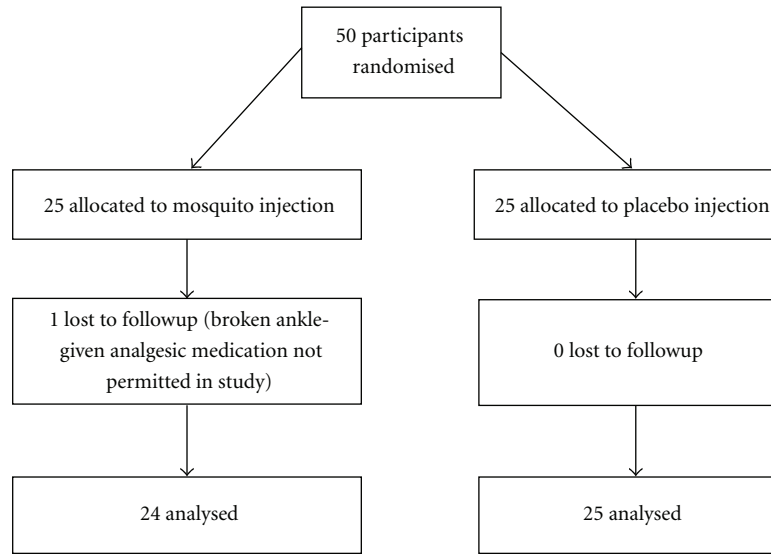 50 participants
randomised
25 allocated to mosquito injection
25 allocated to placebo injection
1 lost to followup (broken ankle-
given analgesic medication not
permitted in study)
0 lost to followup
24 analysed
25 analysed